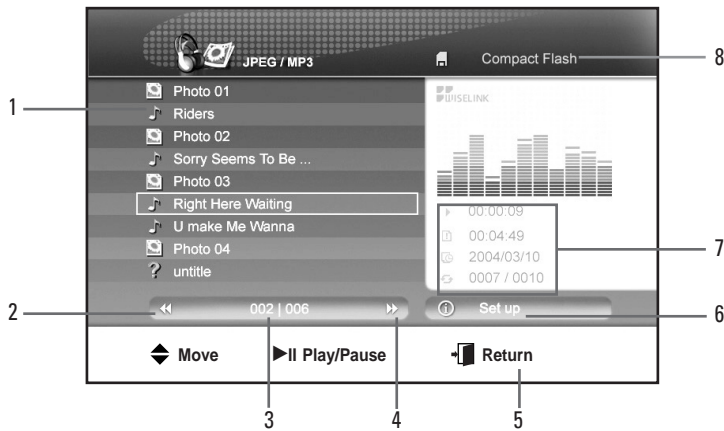 JPEG / MP3
Compact Flash
8
1
Photo 01
Riders
Photo 02
Sorry Seems To Be ...
Photo 03
Right Here Waiting
U make Me Wanna
Photo 04
? untitle
WISELINK
00:00:09
00:04:49
2004/03/10
0007 / 0010
7
2
002 | 006
Set up
6
Move
Play/Pause
Return
3
4
5